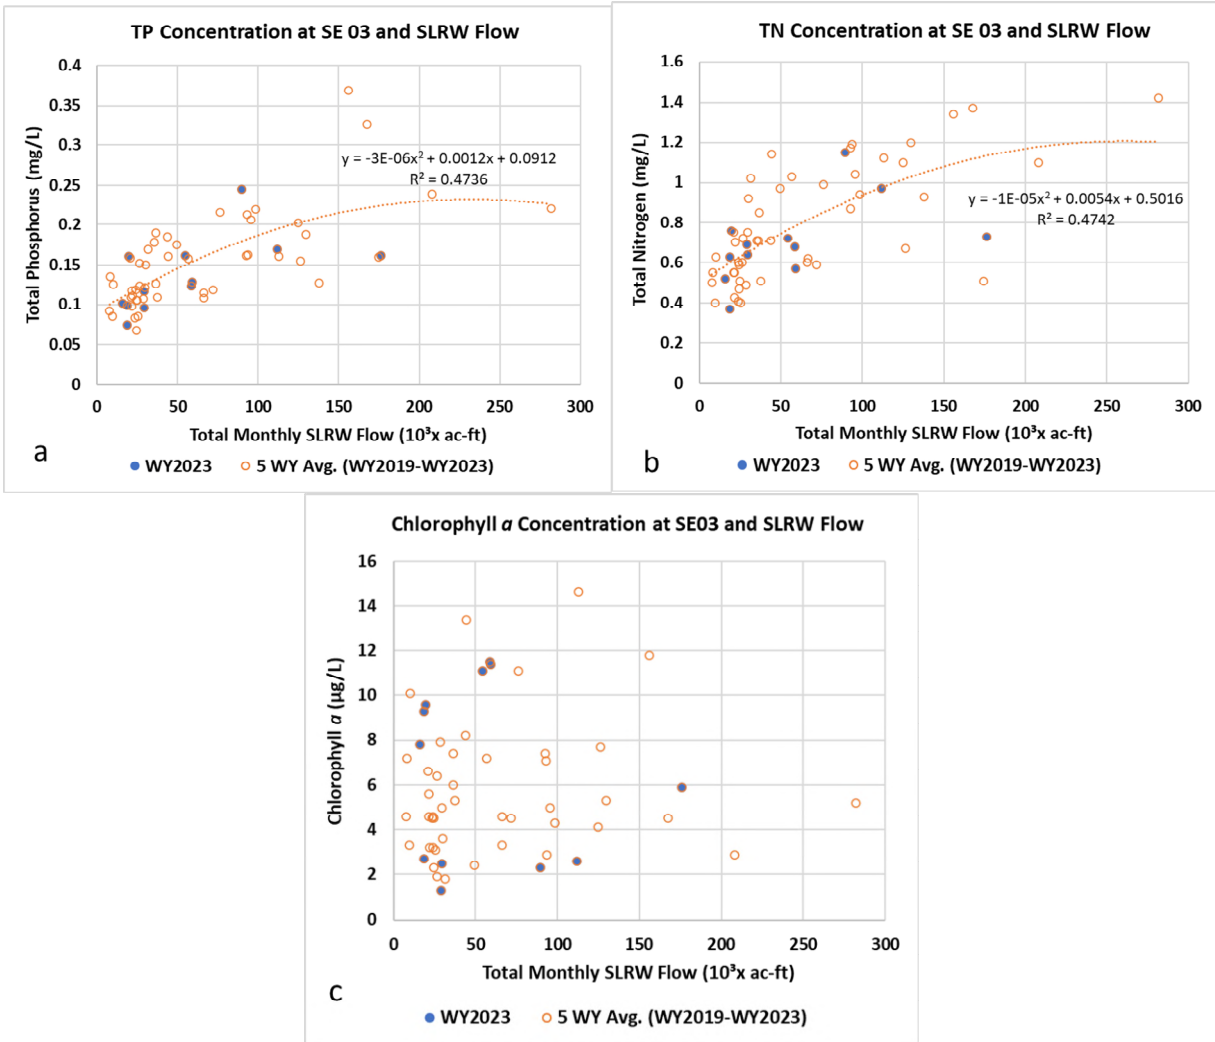 TP Concentration at SE 03 and SLRW Flow
Total Phosphorus (mg/L)
0.4
0.35
0.3
0.25
0.2
0.15
0.1
0.05
0
y = -3E-06x² + 0.0012x + 0.0912
R² = 0.4736
0 50 100 150 200 250 300
Total Monthly SLRW Flow (10³x ac-ft)
a
WY2023 5 WY Avg. (WY2019-WY2023)
TN Concentration at SE 03 and SLRW Flow
Total Nitrogen (mg/L)
1.6
1.4
1.2
1
0.8
0.6
0.4
0.2
0
y = -1E-05x² + 0.0054x + 0.5016
R² = 0.4742
0 50 100 150 200 250 300
Total Monthly SLRW Flow (10³x ac-ft)
b
WY2023 5 WY Avg. (WY2019-WY2023)
Chlorophyll a Concentration at SE03 and SLRW Flow
Chlorophyll a (µg/L)
16
14
12
10
8
6
4
2
0
0 50 100 150 200 250 300
Total Monthly SLRW Flow (10³x ac-ft)
c
WY2023 5 WY Avg. (WY2019-WY2023)